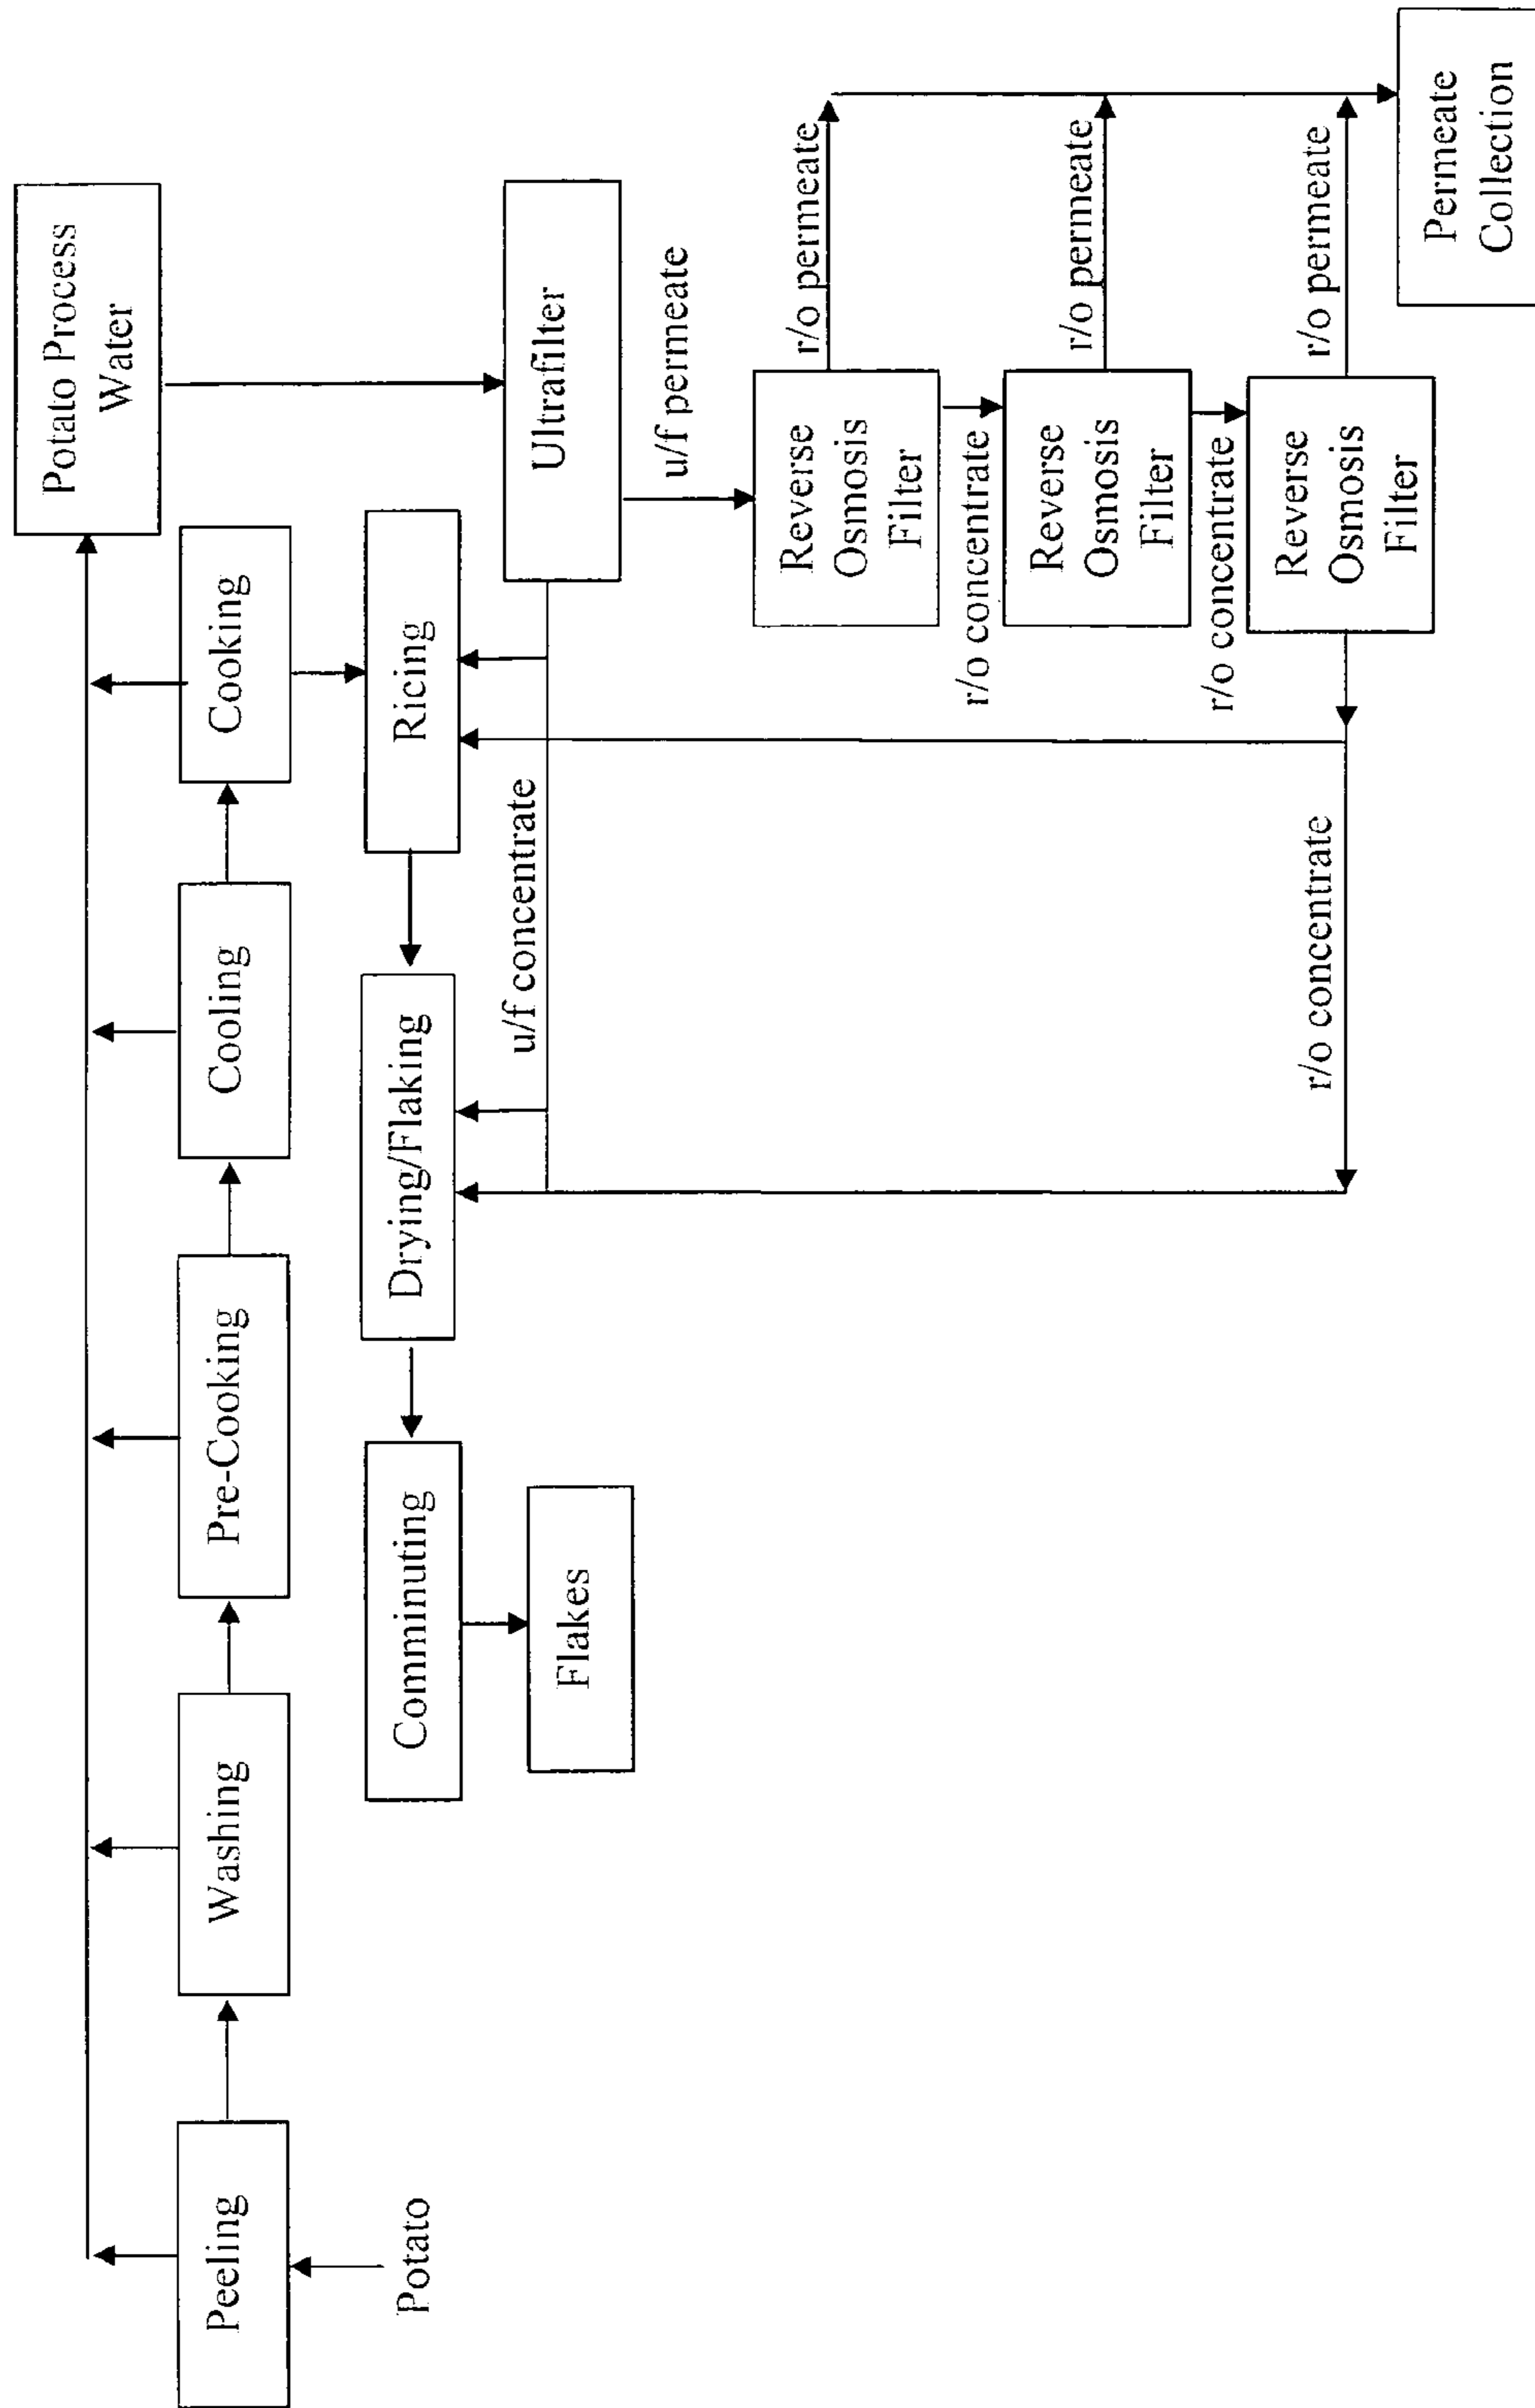 Potato
Peeling
Washing
Pre-Cooking
Cooling
Cooking
Potato Process
Water
Comminuting
Drying/Flaking
Ricing
Flakes
u/f concentrate
Ultrafilter
u/f permeate
Reverse
Osmosis
Filter
r/o permeate
r/o concentrate
Reverse
Osmosis
Filter
r/o permeate
r/o concentrate
Reverse
Osmosis
Filter
r/o permeate
r/o concentrate
Permeate
Collection